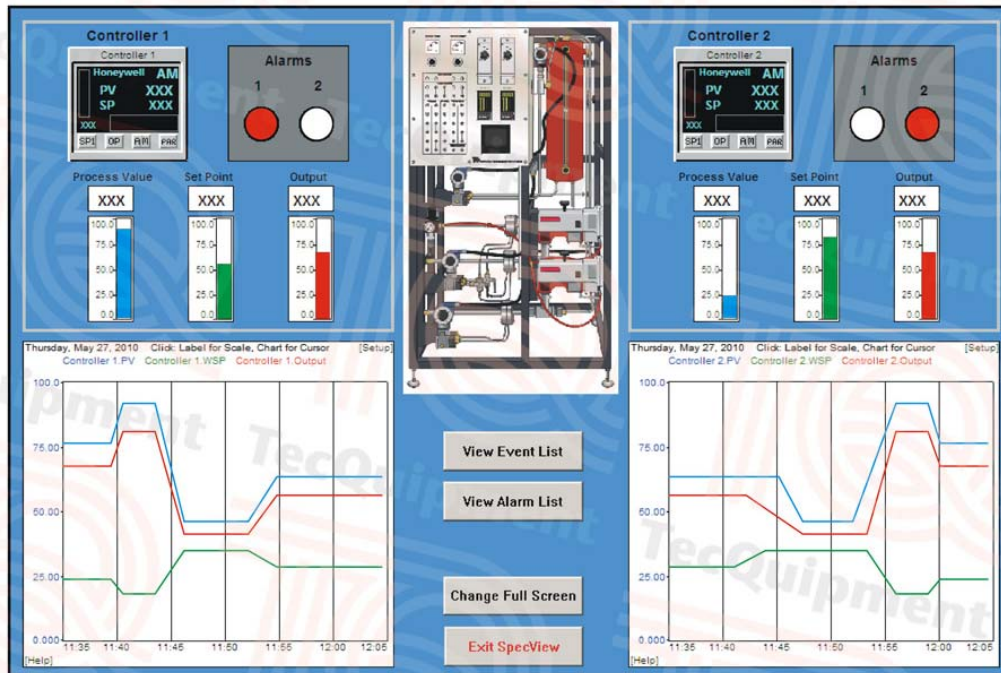 Controller 1
Controller 1
Honeywell AM
PV XXX
SP XXX
XXX
SP1 OP AM PAR
Alarms
1 2
Process Value Set Point Output
XXX XXX XXX
100.0 100.0 100.0
75.0 75.0 75.0
50.0 50.0 50.0
25.0 25.0 25.0
0.0 0.0 0.0
Thursday, May 27, 2010 Click: Label for Scale, Chart for Cursor [Setup]
Controller 1.PV Controller 1.WSP Controller 1.Output
100.0
75.00
50.00
25.00
0.000
11:35 11:40 11:45 11:50 11:55 12:00 12:05
[Help]
View Event List
View Alarm List
Change Full Screen
Exit SpecView
Controller 2
Controller 2
Honeywell AM
PV XXX
SP XXX
XXX
SP1 OP AM PAR
Alarms
1 2
Process Value Set Point Output
XXX XXX XXX
100.0 100.0 100.0
75.0 75.0 75.0
50.0 50.0 50.0
25.0 25.0 25.0
0.0 0.0 0.0
Thursday, May 27, 2010 Click: Label for Scale, Chart for Cursor [Setup]
Controller 2.PV Controller 2.WSP Controller 2.Output
100.0
75.00
50.00
25.00
0.000
11:35 11:40 11:45 11:50 11:55 12:00 12:05
[Help]
TecQuipment
TecQuipment
TecQuipment